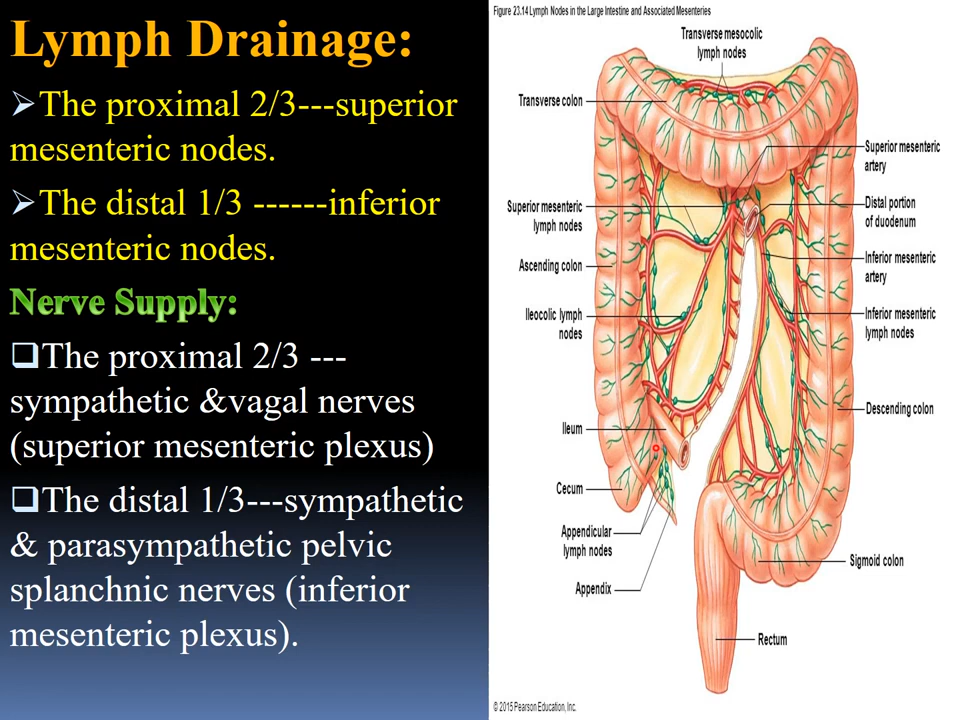 Lymph Drainage:
➢The proximal 2/3---superior
mesenteric nodes.
➢The distal 1/3 ------inferior
mesenteric nodes.
Nerve Supply:
❑The proximal 2/3 ---
sympathetic &vagal nerves
(superior mesenteric plexus)
❑The distal 1/3---sympathetic
& parasympathetic pelvic
splanchnic nerves (inferior
mesenteric plexus).
Figure 23.14 Lymph Nodes in the Large Intestine and Associated Mesenteries
Transverse mesocolic
lymph nodes
Transverse colon
Superior mesenteric
lymph nodes
Ascending colon
Ileocolic lymph
nodes
Ileum
Cecum
Appendicular
lymph nodes
Appendix
Superior mesenteric
artery
Distal portion
of duodenum
Inferior mesenteric
artery
Inferior mesenteric
lymph nodes
Descending colon
Sigmoid colon
Rectum
© 2015 Pearson Education, Inc.